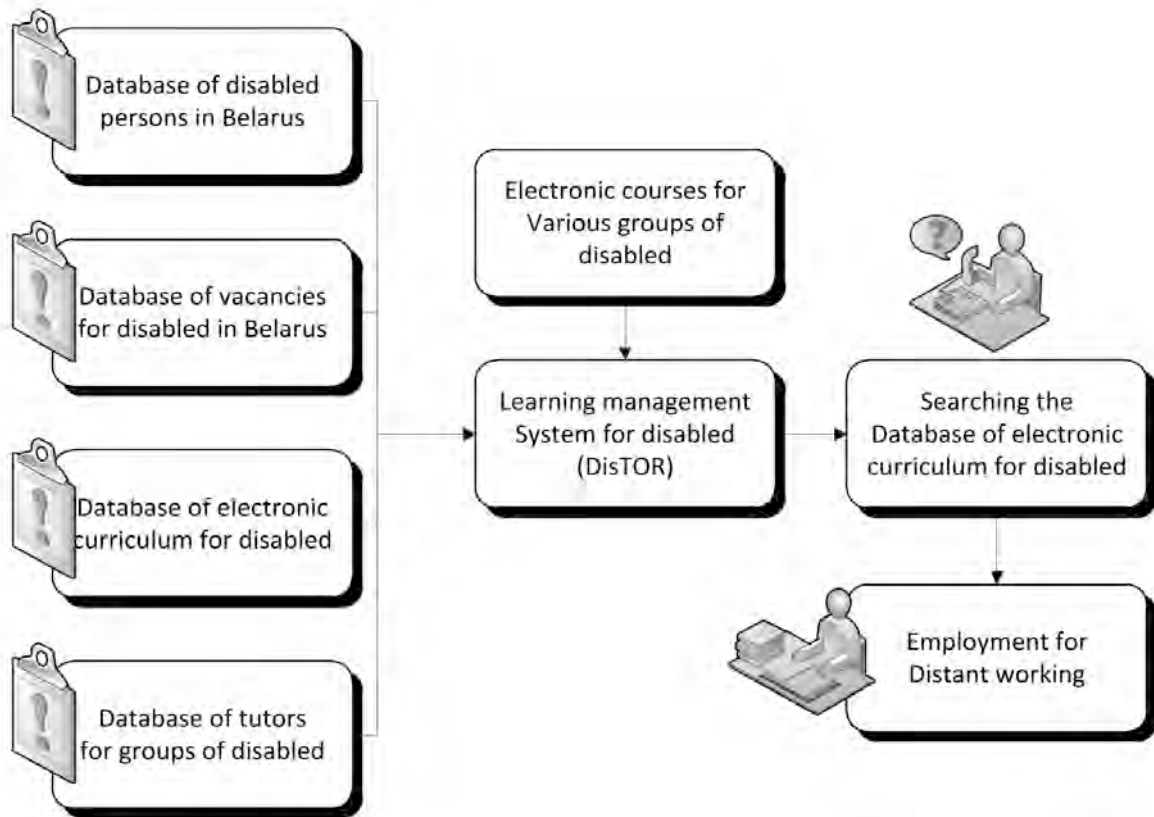 Database of disabled
persons in Belarus
Database of vacancies
for disabled in Belarus
Database of electronic
curriculum for disabled
Database of tutors
for groups of disabled
Electronic courses for
Various groups of
disabled
Learning management
System for disabled
(DisTOR)
?
Searching the
Database of electronic
curriculum for disabled
Employment for
Distant working